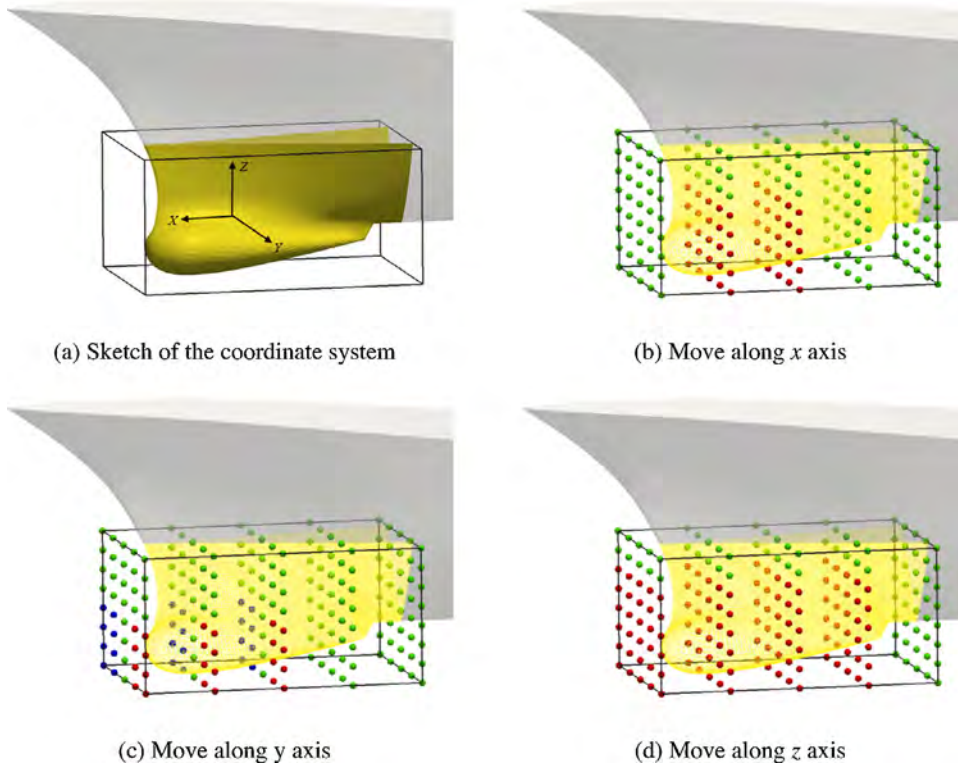 Z
X
Y
(a) Sketch of the coordinate system
(b) Move along x axis
(c) Move along y axis
(d) Move along z axis